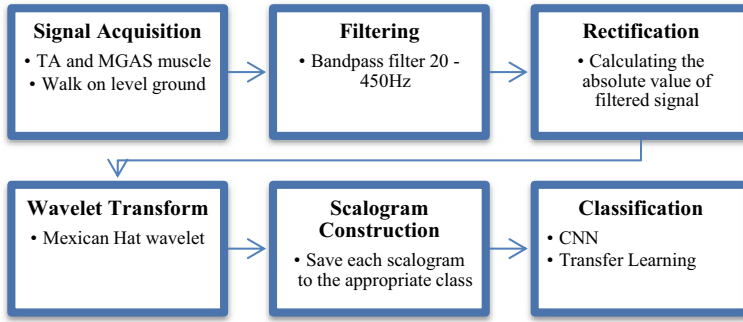 Signal Acquisition
• TA and MGAS muscle
• Walk on level ground
Filtering
• Bandpass filter 20 -
450Hz
Rectification
• Calculating the
absolute value of
filtered signal
Wavelet Transform
• Mexican Hat wavelet
Scalogram
Construction
• Save each scalogram
to the appropriate class
Classification
• CNN
• Transfer Learning